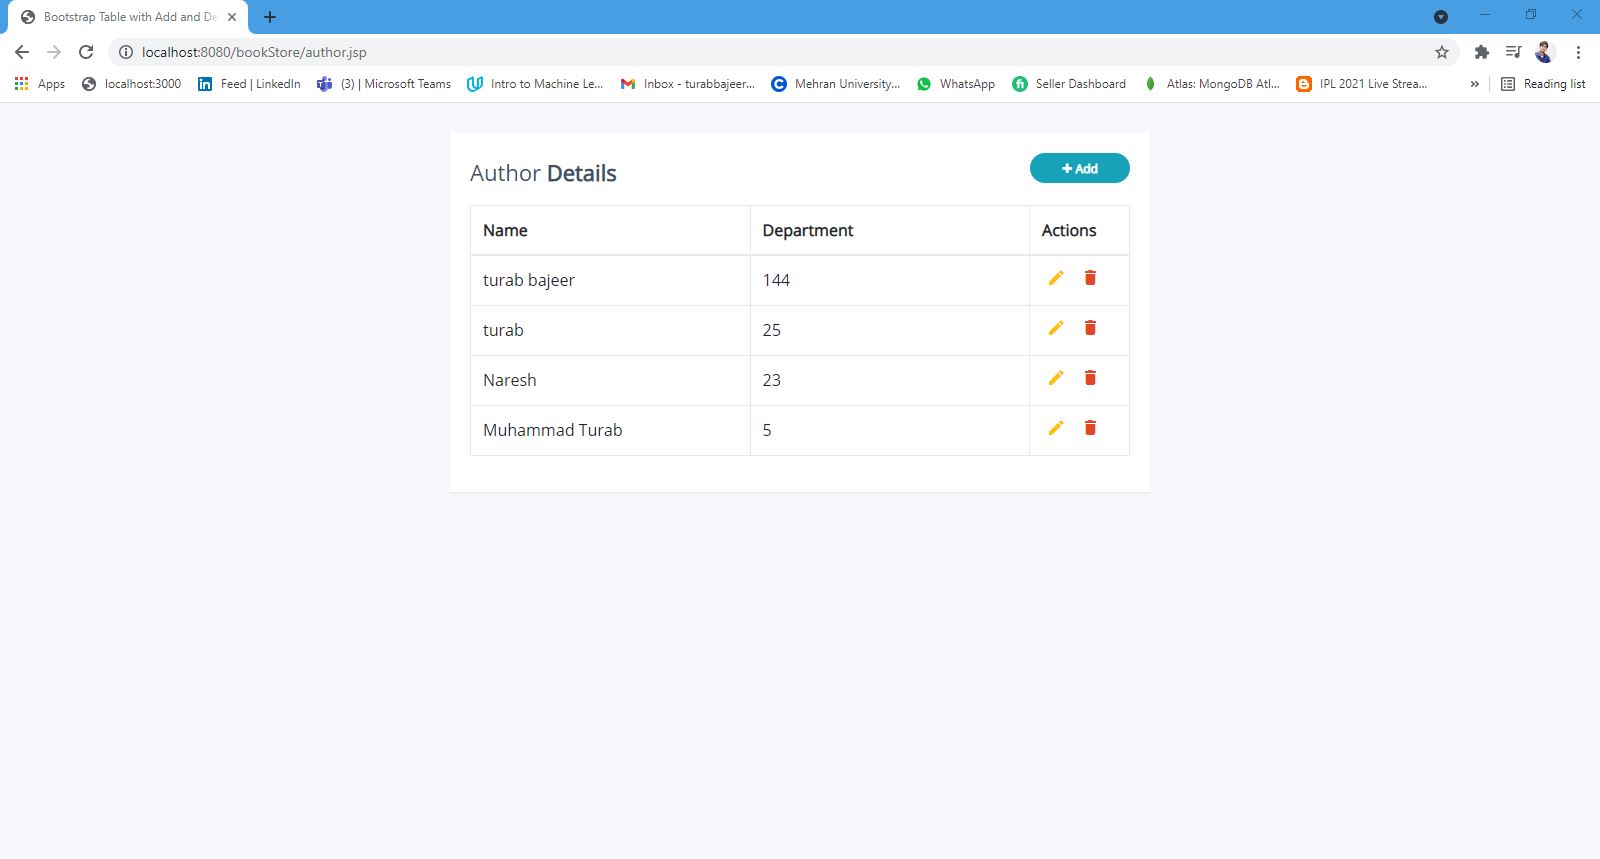 Bootstrap Table with Add and De
localhost:8080/bookStore/author.jsp
Apps localhost:3000 Feed | LinkedIn (3) | Microsoft Teams Intro to Machine Le... Inbox - turabbajeer... Mehran University... WhatsApp Seller Dashboard Atlas: MongoDB Atl... IPL 2021 Live Strea... » Reading list
Author Details + Add
Name Department Actions
turab bajeer 144
turab 25
Naresh 23
Muhammad Turab 5